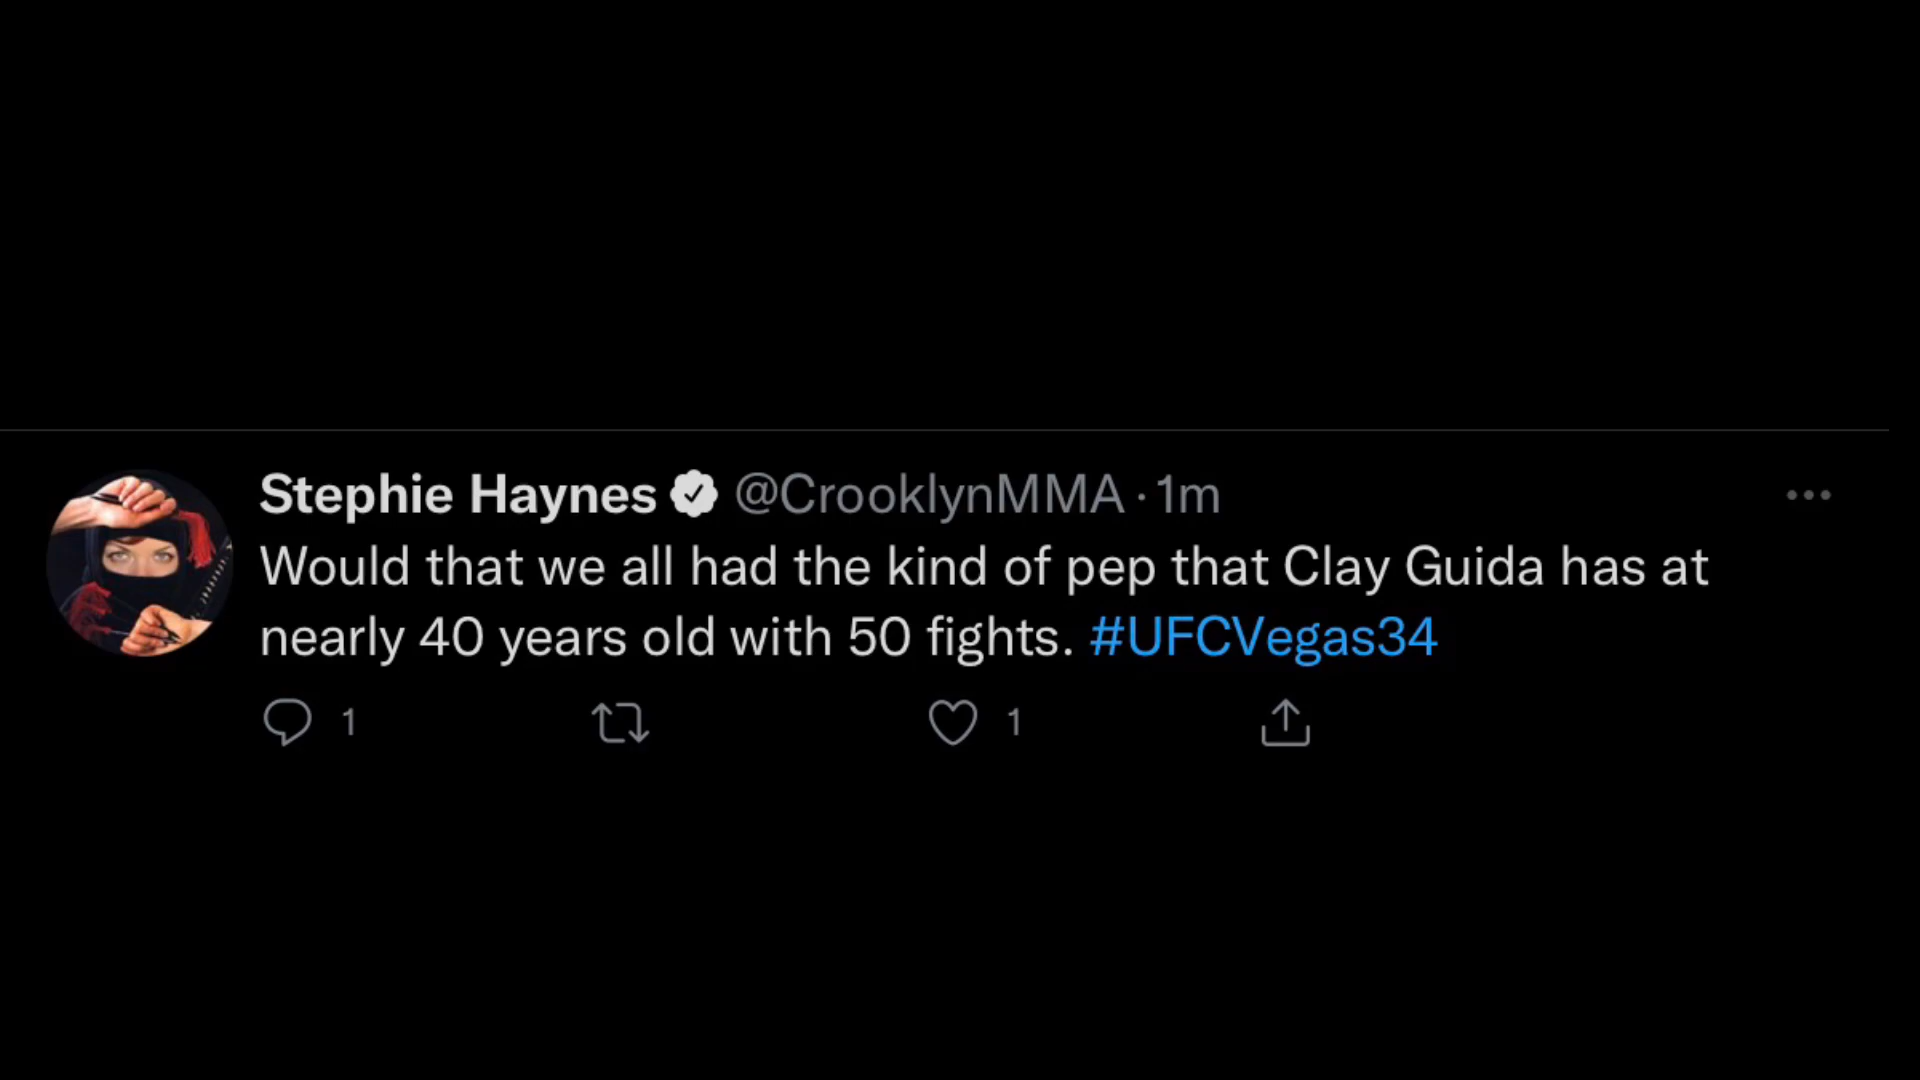 Stephie Haynes @CrooklynMMA · 1m
Would that we all had the kind of pep that Clay Guida has at
nearly 40 years old with 50 fights. #UFCVegas34
1 1